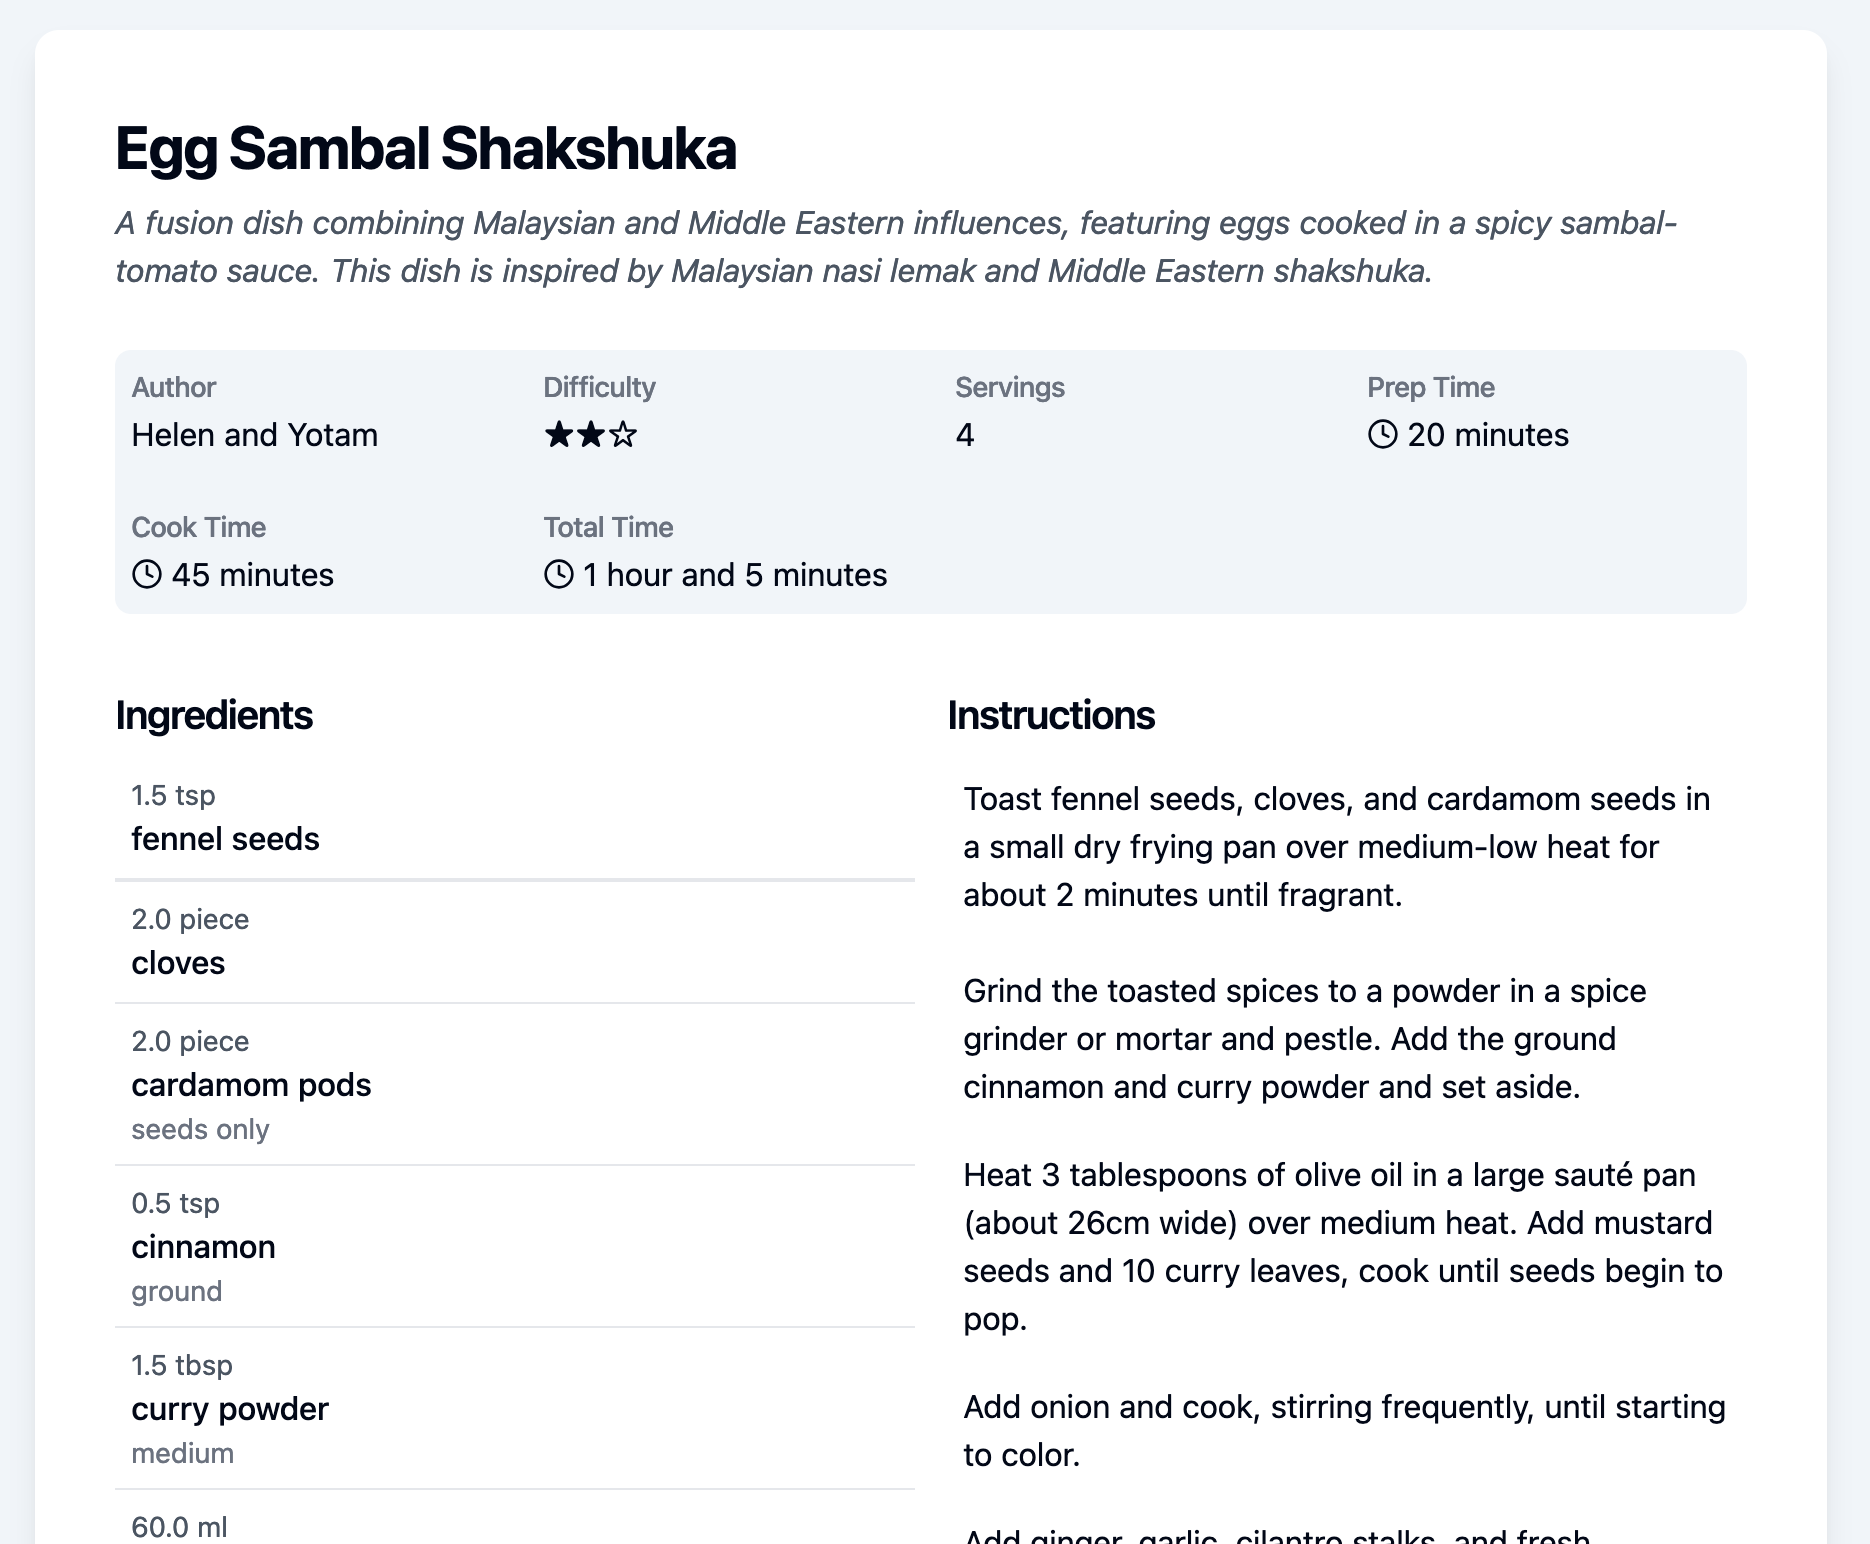 Egg Sambal Shakshuka
A fusion dish combining Malaysian and Middle Eastern influences, featuring eggs cooked in a spicy sambal-
tomato sauce. This dish is inspired by Malaysian nasi lemak and Middle Eastern shakshuka.
Author
Helen and Yotam
Difficulty
★★☆
Servings
4
Prep Time
20 minutes
Cook Time
45 minutes
Total Time
1 hour and 5 minutes
Ingredients
1.5 tsp
fennel seeds
2.0 piece
cloves
2.0 piece
cardamom pods
seeds only
0.5 tsp
cinnamon
ground
1.5 tbsp
curry powder
medium
60.0 ml
Instructions
Toast fennel seeds, cloves, and cardamom seeds in
a small dry frying pan over medium-low heat for
about 2 minutes until fragrant.
Grind the toasted spices to a powder in a spice
grinder or mortar and pestle. Add the ground
cinnamon and curry powder and set aside.
Heat 3 tablespoons of olive oil in a large sauté pan
(about 26cm wide) over medium heat. Add mustard
seeds and 10 curry leaves, cook until seeds begin to
pop.
Add onion and cook, stirring frequently, until starting
to color.
Add ginger, garlic, cilantro stalks, and fresh